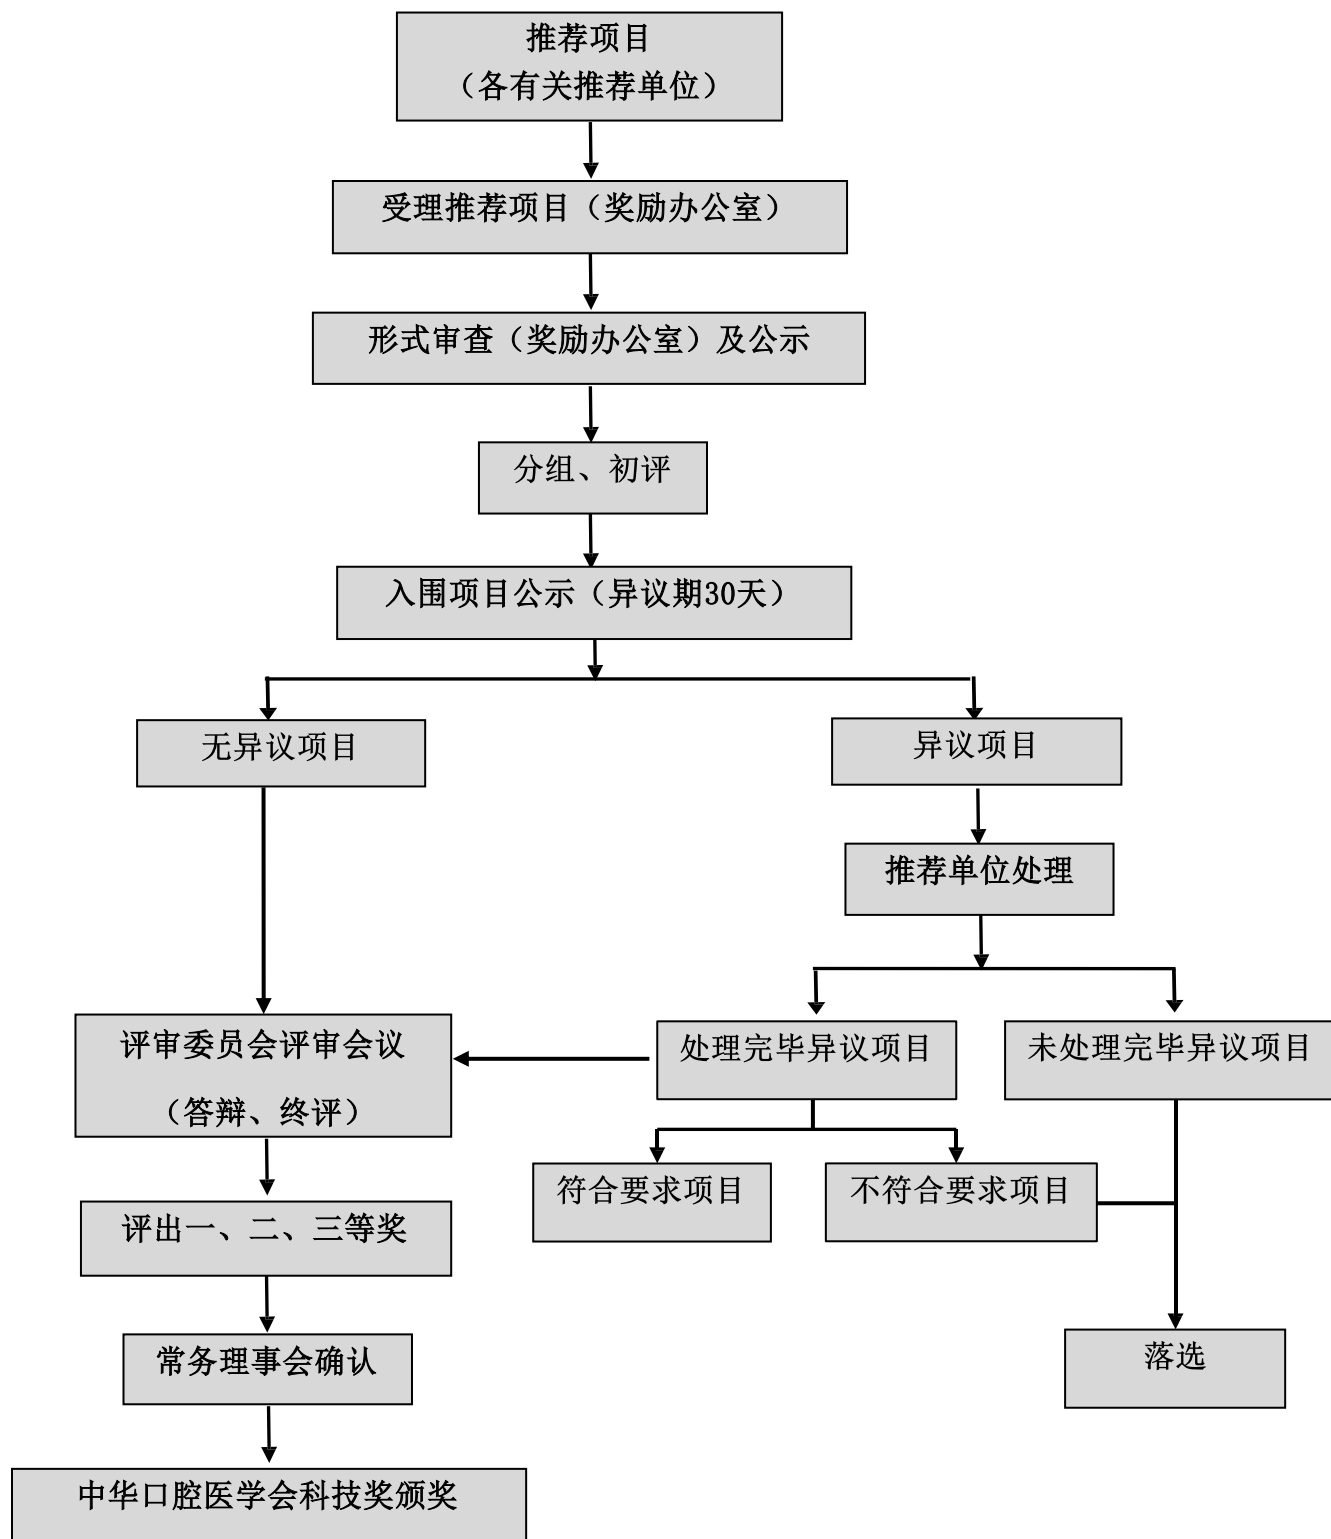 推荐项目
（各有关推荐单位）
受理推荐项目（奖励办公室）
形式审查（奖励办公室）及公示
分组、初评
入围项目公示（异议期30天）
无异议项目
异议项目
推荐单位处理
评审委员会评审会议
（答辩、终评）
处理完毕异议项目
未处理完毕异议项目
符合要求项目
不符合要求项目
评出一、二、三等奖
常务理事会确认
落选
中华口腔医学会科技奖颁奖